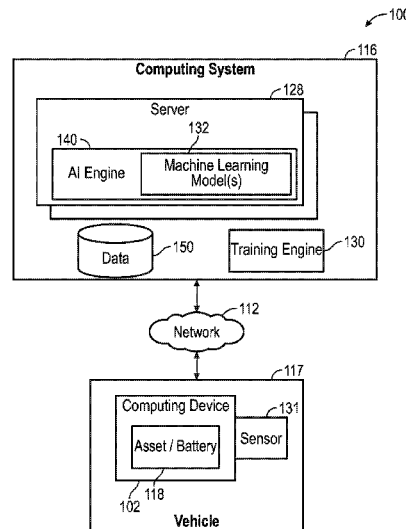 100
116
Computing System
128
Server
140
132
AI Engine
Machine Learning
Model(s)
Data
150
Training Engine
130
112
Network
117
Computing Device
131
Asset / Battery
Sensor
118
102
Vehicle